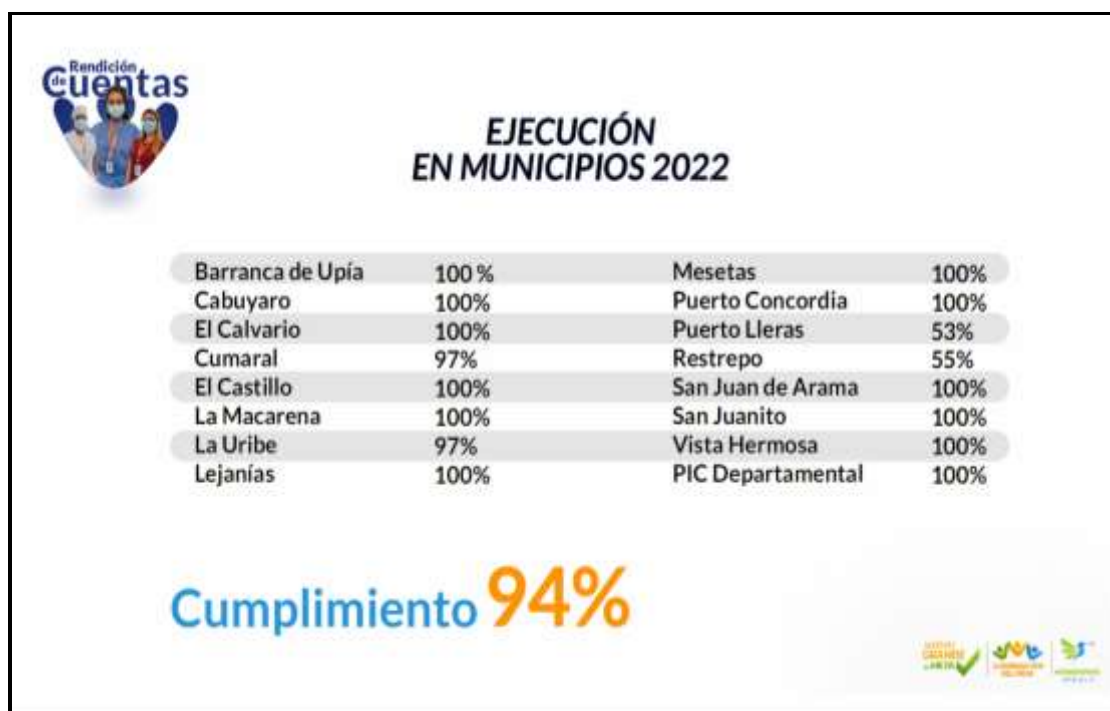 Rendición
de Cuentas
EJECUCIÓN
EN MUNICIPIOS 2022
Barranca de Upía 100 % Mesetas 100%
Cabuyaro 100% Puerto Concordia 100%
El Calvario 100% Puerto Lleras 53%
Cumaral 97% Restrepo 55%
El Castillo 100% San Juan de Arama 100%
La Macarena 100% San Juanito 100%
La Uribe 97% Vista Hermosa 100%
Lejanías 100% PIC Departamental 100%
Cumplimiento 94%